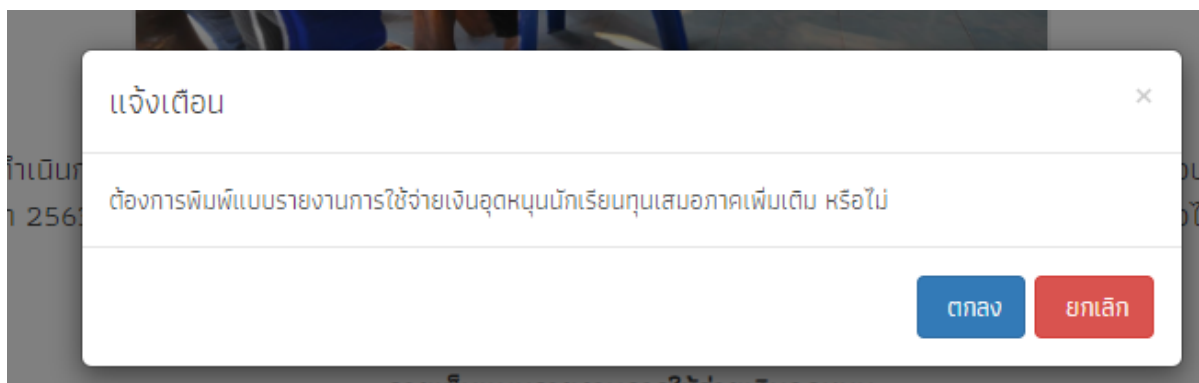 แจ้งเตือน
×
ต้องการพิมพ์แบบรายงานการใช้จ่ายเงินอุดหนุนนักเรียนทุนเสมอภาคเพิ่มเติม หรือไม่
ตกลง
ยกเลิก